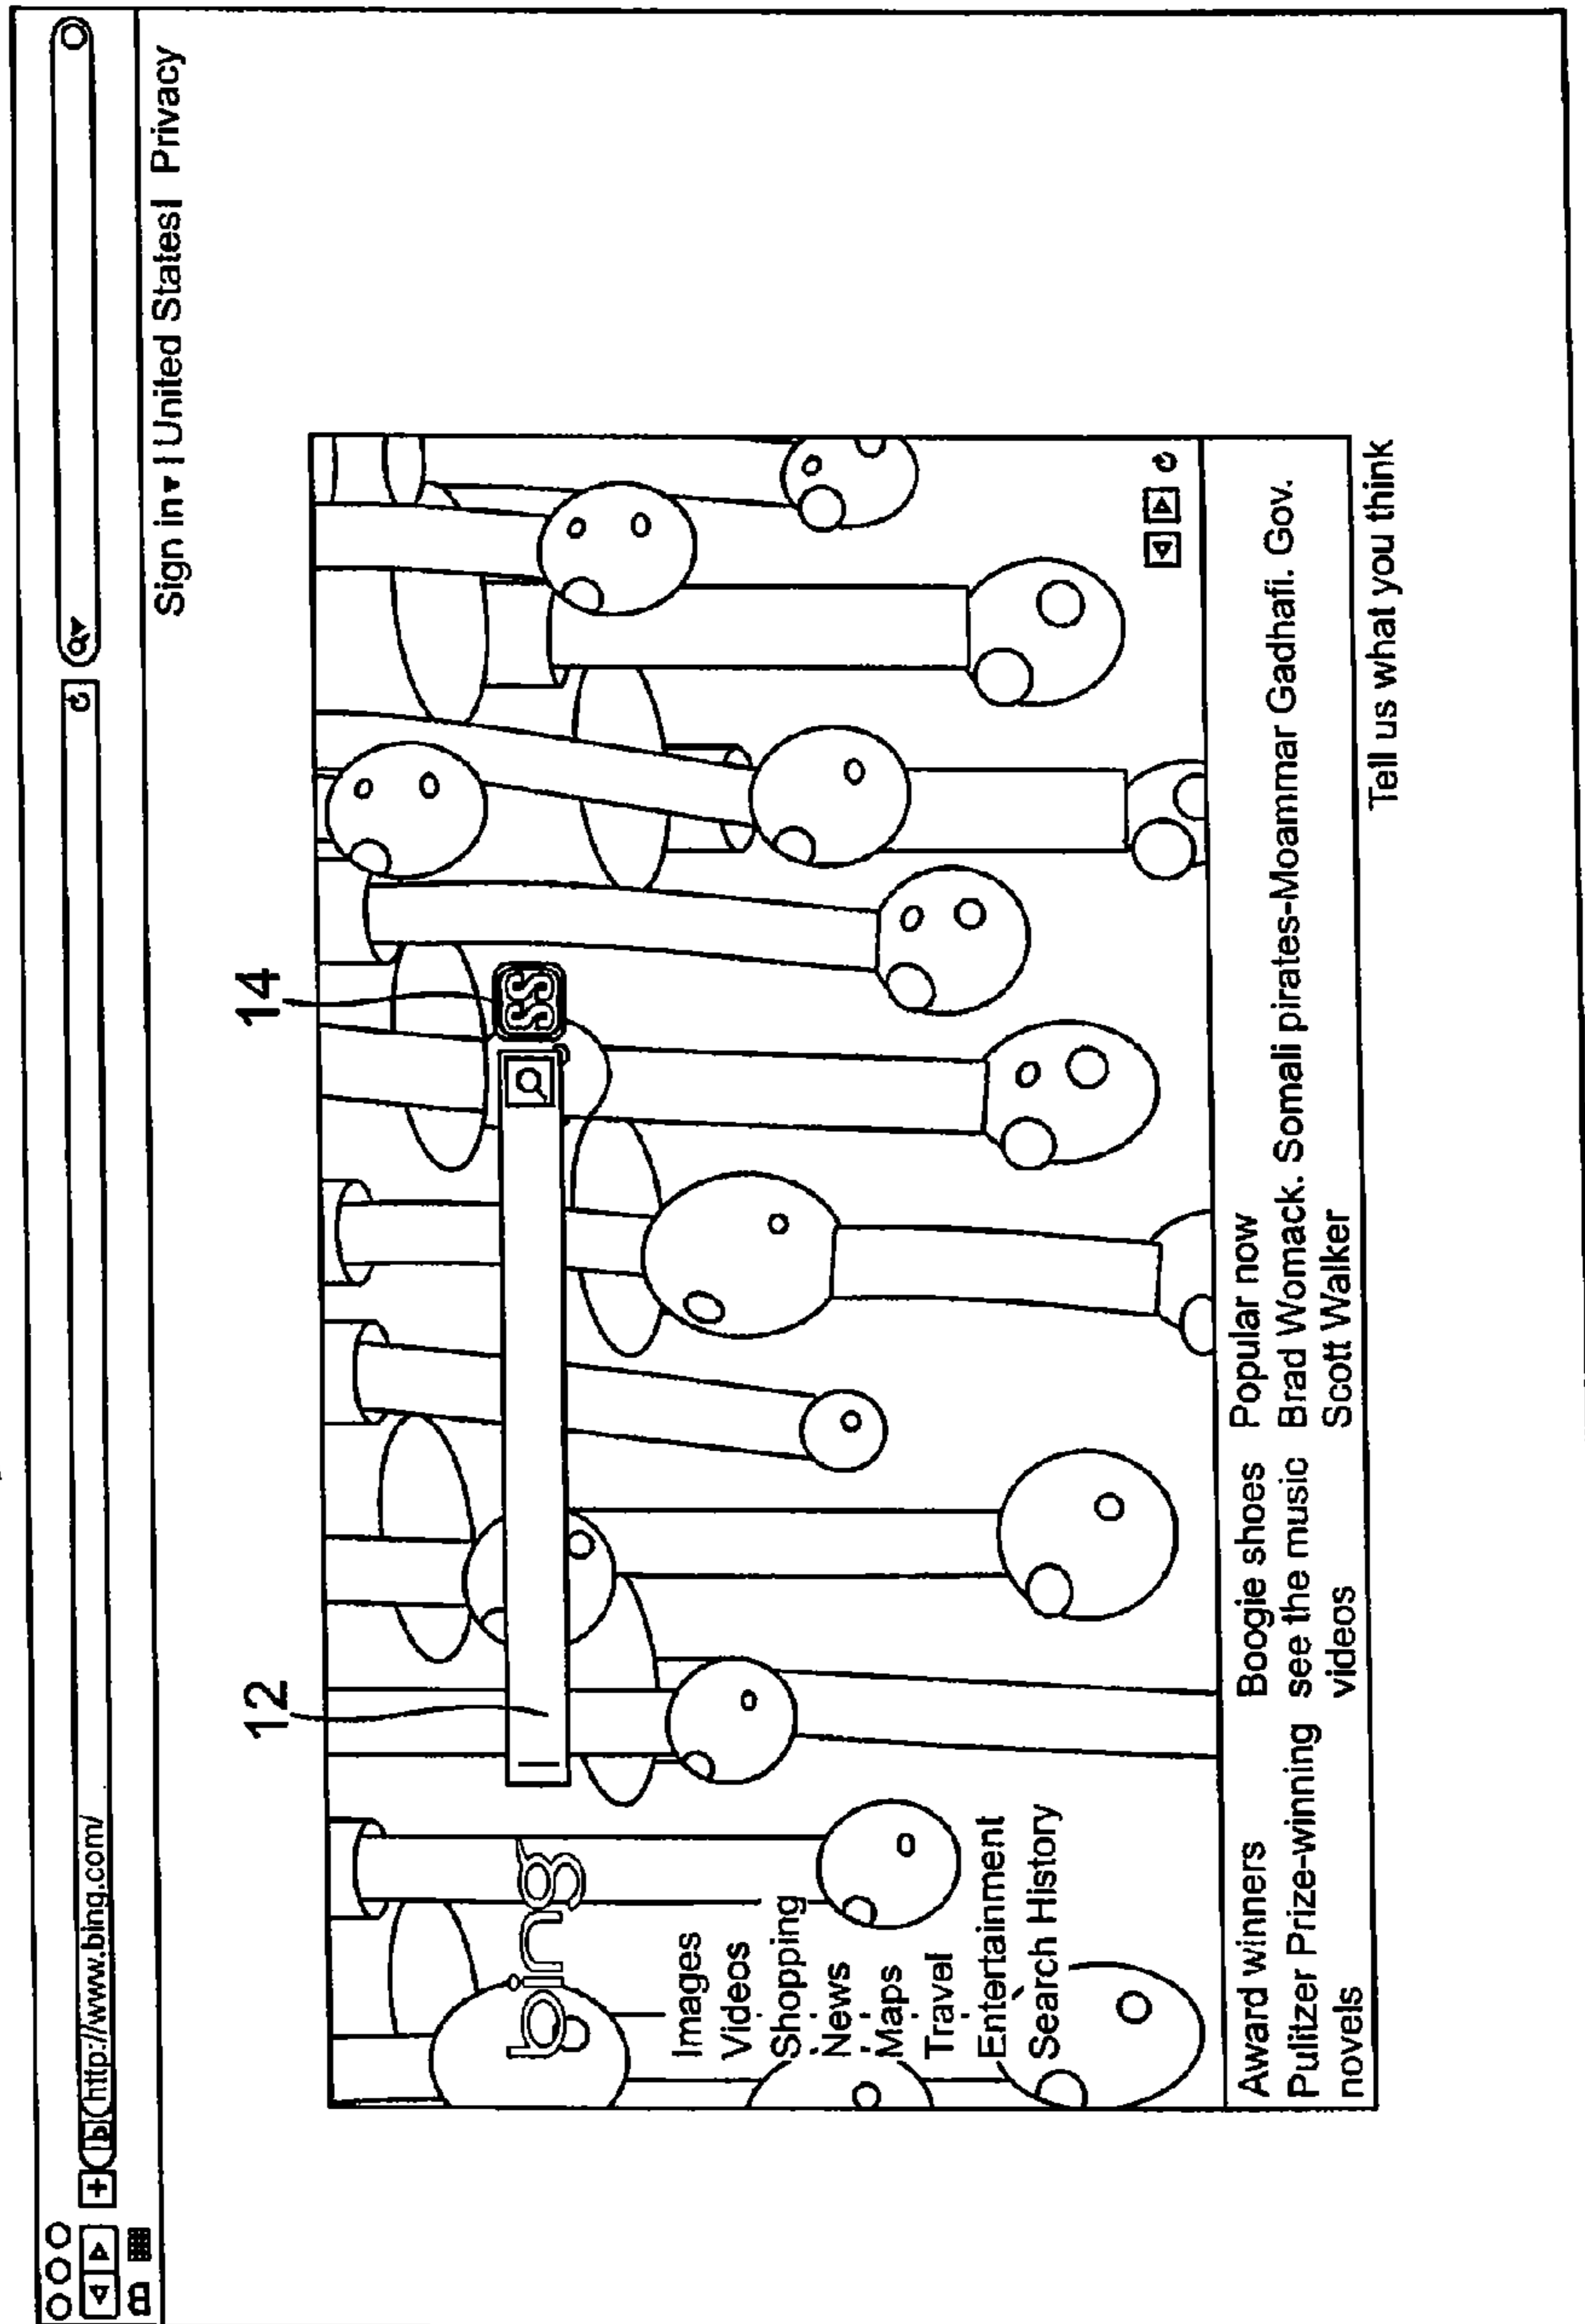 http://www.bing.com/
Sign in | United States| Privacy
12
14
SS
bing
Images
Videos
Shopping
News
Maps
Travel
Entertainment
Search History
Award winners
Pulitzer Prize-winning
novels
Boogie shoes
see the music
videos
Popular now
Brad Womack. Somali pirates-Moammar Gadhafi. Gov.
Scott Walker
Tell us what you think